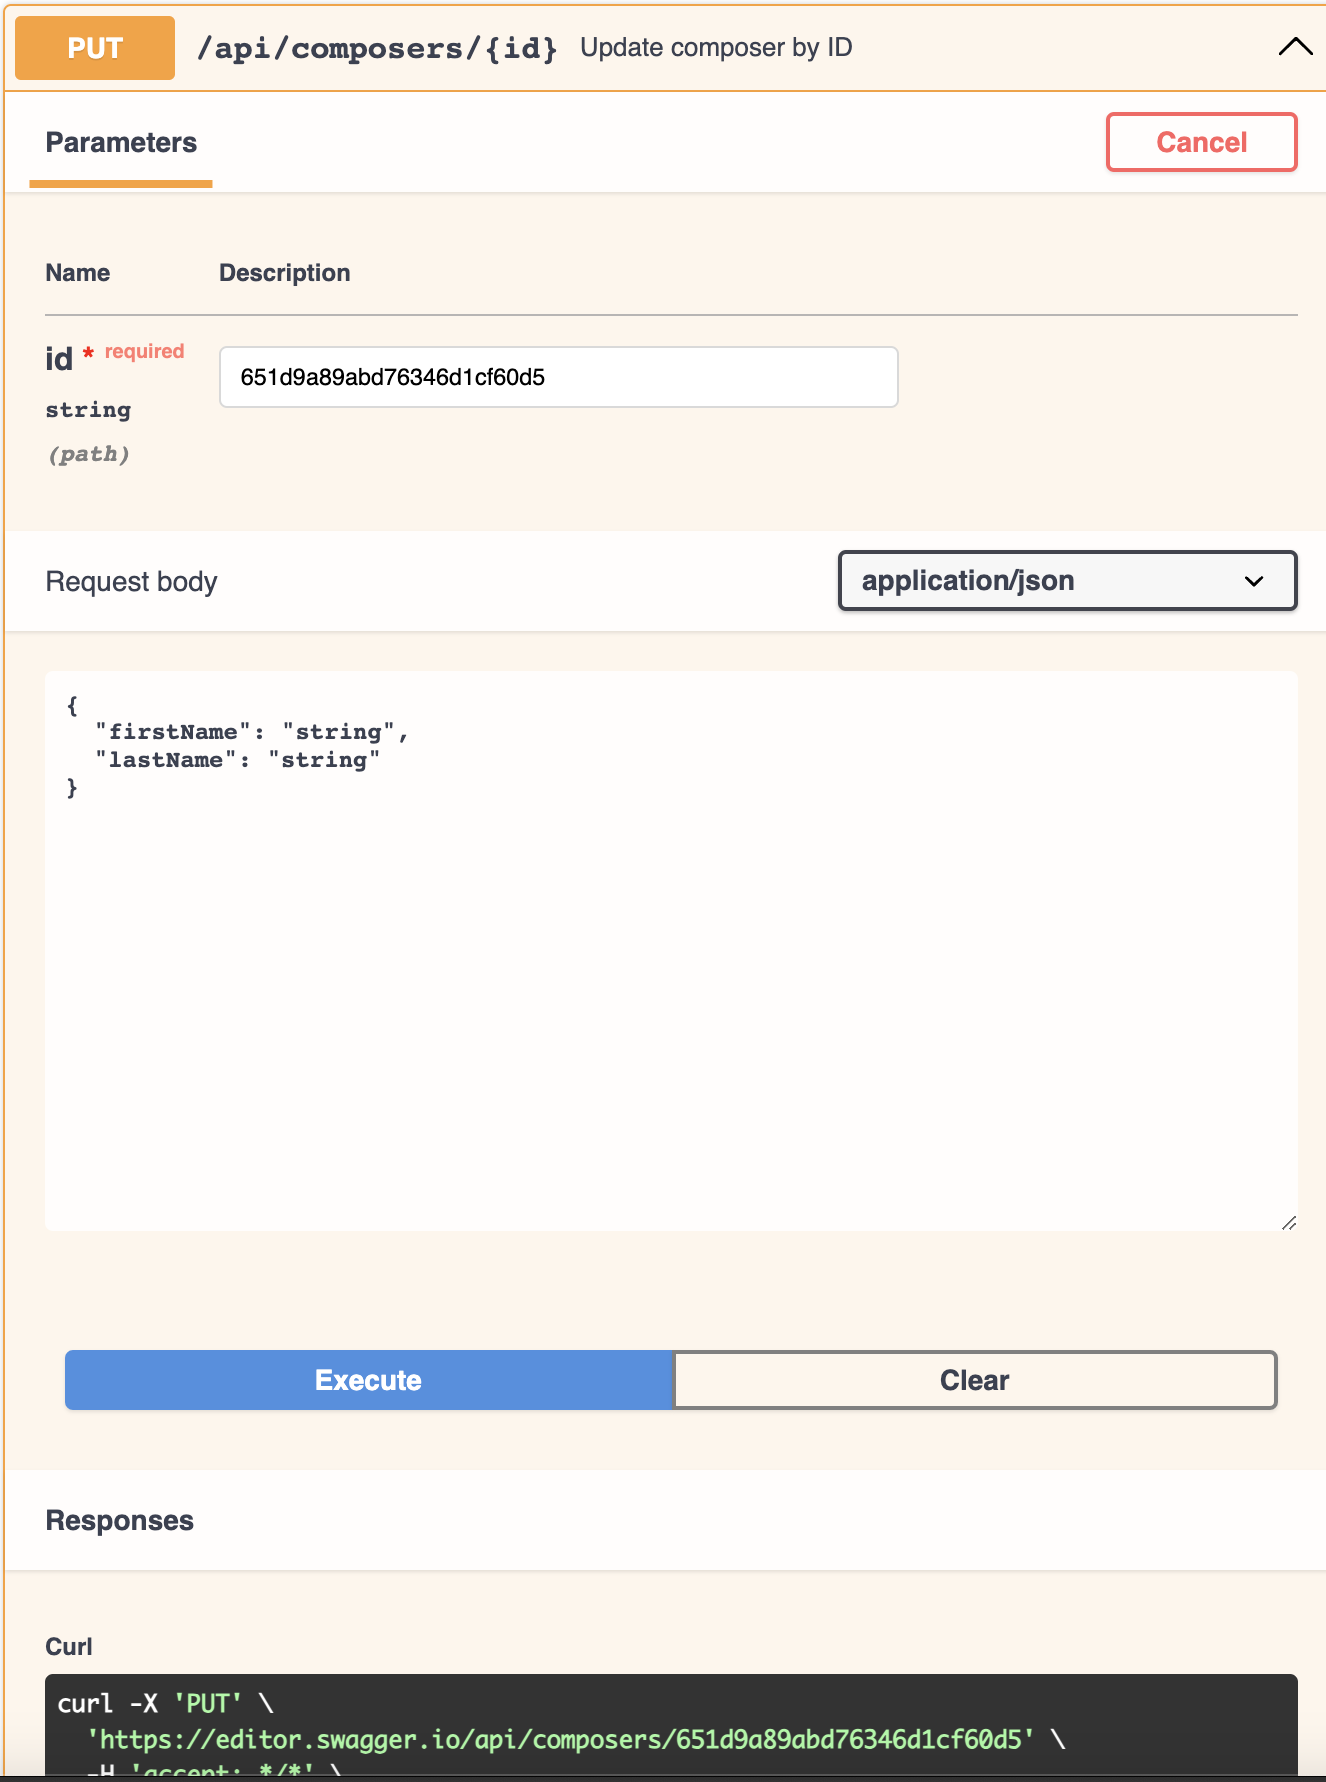 PUT /api/composers/{id} Update composer by ID
Parameters Cancel
Name Description
id * required 651d9a89abd76346d1cf60d5
string
(path)
Request body application/json
{
  "firstName": "string",
  "lastName": "string"
}
Execute Clear
Responses
Curl
curl -X 'PUT' \
  'https://editor.swagger.io/api/composers/651d9a89abd76346d1cf60d5' \
  -H 'accept: */*' \